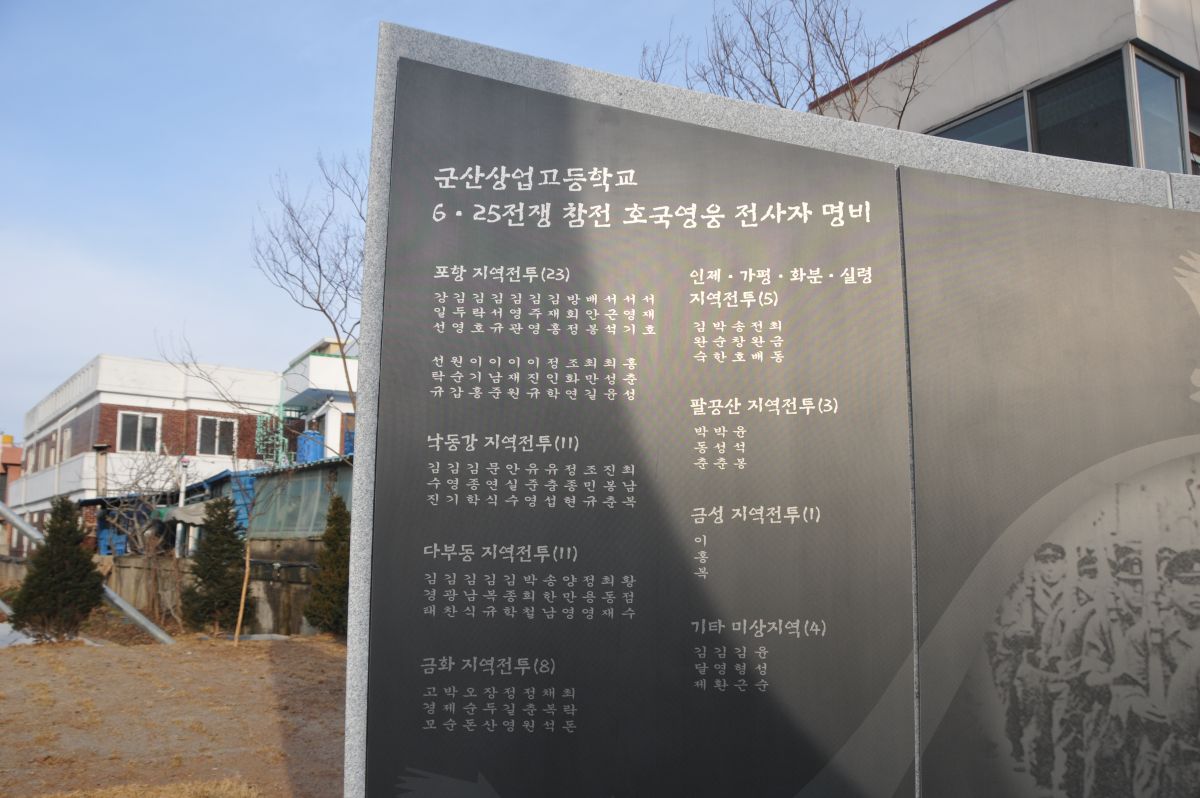 군산상업고등학교
6·25전쟁 참전 호국영웅 전사자 명비
포항 지역전투(23)
강 김 김 김 김 김 김 방 배 서 서 서
일 두 락 서 영 주 재 회 안 근 영 재
선 영 호 규 관 영 홍 정 봉 석 기 호
선 원 이 이 이 이 정 조 최 최 홍
탁 순 기 남 재 진 인 화 만 성 춘
규 갑 홍 준 원 규 학 연 길 윤 성
낙동강 지역전투(11)
김 김 김 문 안 유 유 정 조 진 최
수 영 종 연 실 준 충 종 민 봉 남
진 기 학 식 수 영 섭 현 규 춘 복
다부동 지역전투(11)
김 김 김 김 김 박 송 양 정 최 황
경 광 남 복 종 희 한 만 용 동 점
태 찬 식 규 학 철 남 영 영 재 수
금화 지역전투(8)
고 박 오 장 정 정 채 최
경 제 순 두 길 춘 복 탁
모 순 돈 산 영 원 석 돈
인제·가평·화분·실령
지역전투(5)
김 박 송 전 최
완 순 창 완 금
숙 한 호 배 동
팔공산 지역전투(3)
박 박 윤
동 성 석
춘 춘 봉
금성 지역전투(1)
이
홍
복
기타 미상지역(4)
김 김 김 윤
달 영 형 성
제 환 근 순